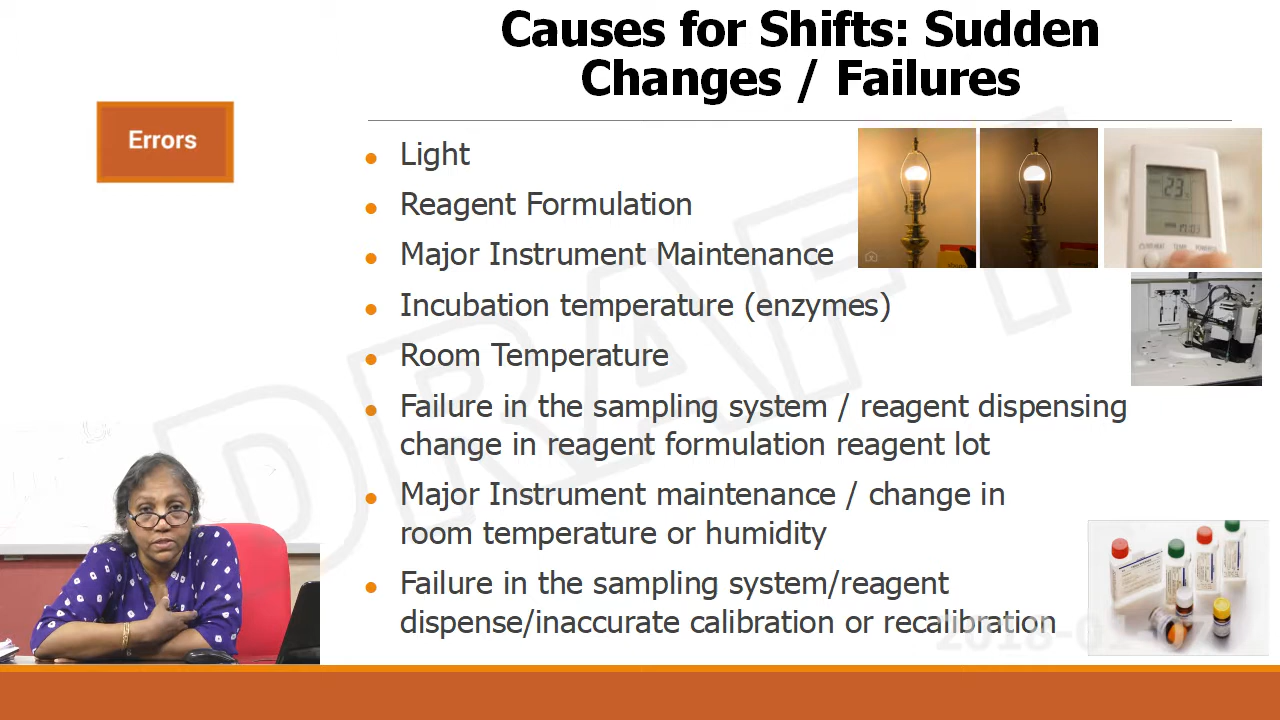 Causes for Shifts: Sudden
Changes / Failures
Errors
Light
Reagent Formulation
Major Instrument Maintenance
Incubation temperature (enzymes)
Room Temperature
Failure in the sampling system / reagent dispensing
change in reagent formulation reagent lot
Major Instrument maintenance / change in
room temperature or humidity
Failure in the sampling system/reagent
dispense/inaccurate calibration or recalibration
DRAFT
23